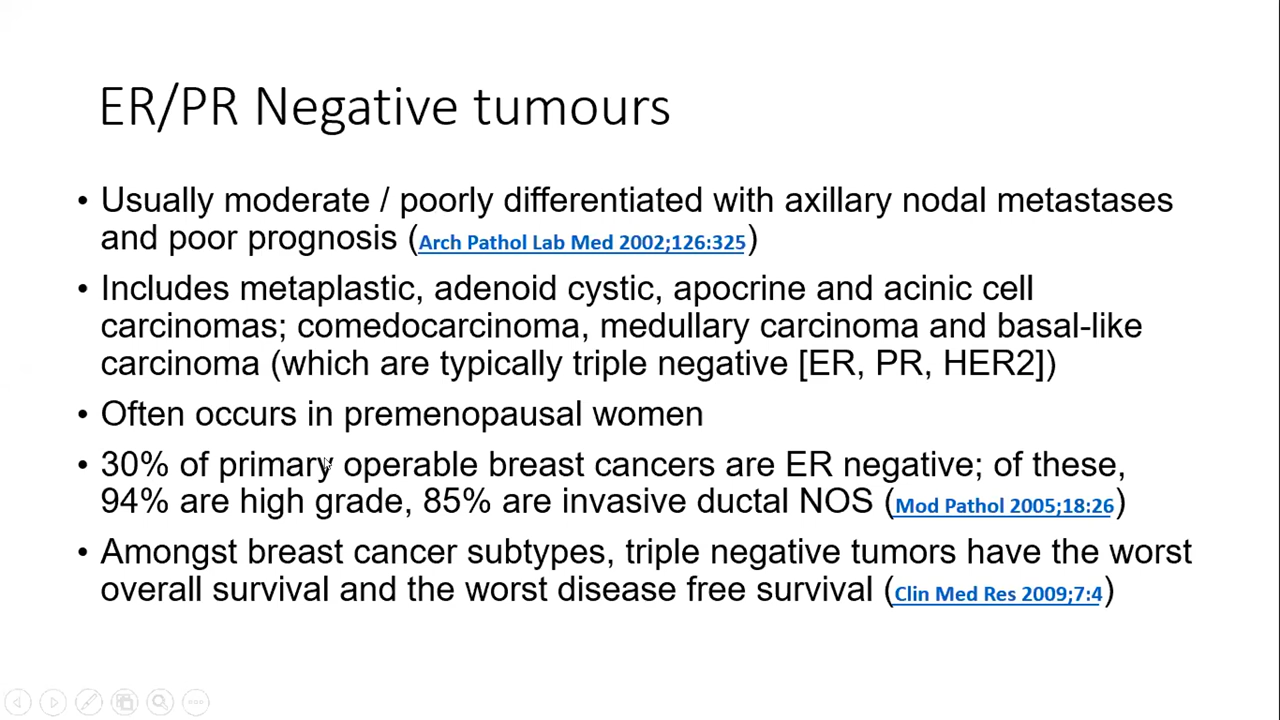 ER/PR Negative tumours
• Usually moderate / poorly differentiated with axillary nodal metastases
and poor prognosis (Arch Pathol Lab Med 2002;126:325)
• Includes metaplastic, adenoid cystic, apocrine and acinic cell
carcinomas; comedocarcinoma, medullary carcinoma and basal-like
carcinoma (which are typically triple negative [ER, PR, HER2])
• Often occurs in premenopausal women
• 30% of primary operable breast cancers are ER negative; of these,
94% are high grade, 85% are invasive ductal NOS (Mod Pathol 2005;18:26)
• Amongst breast cancer subtypes, triple negative tumors have the worst
overall survival and the worst disease free survival (Clin Med Res 2009;7:4)